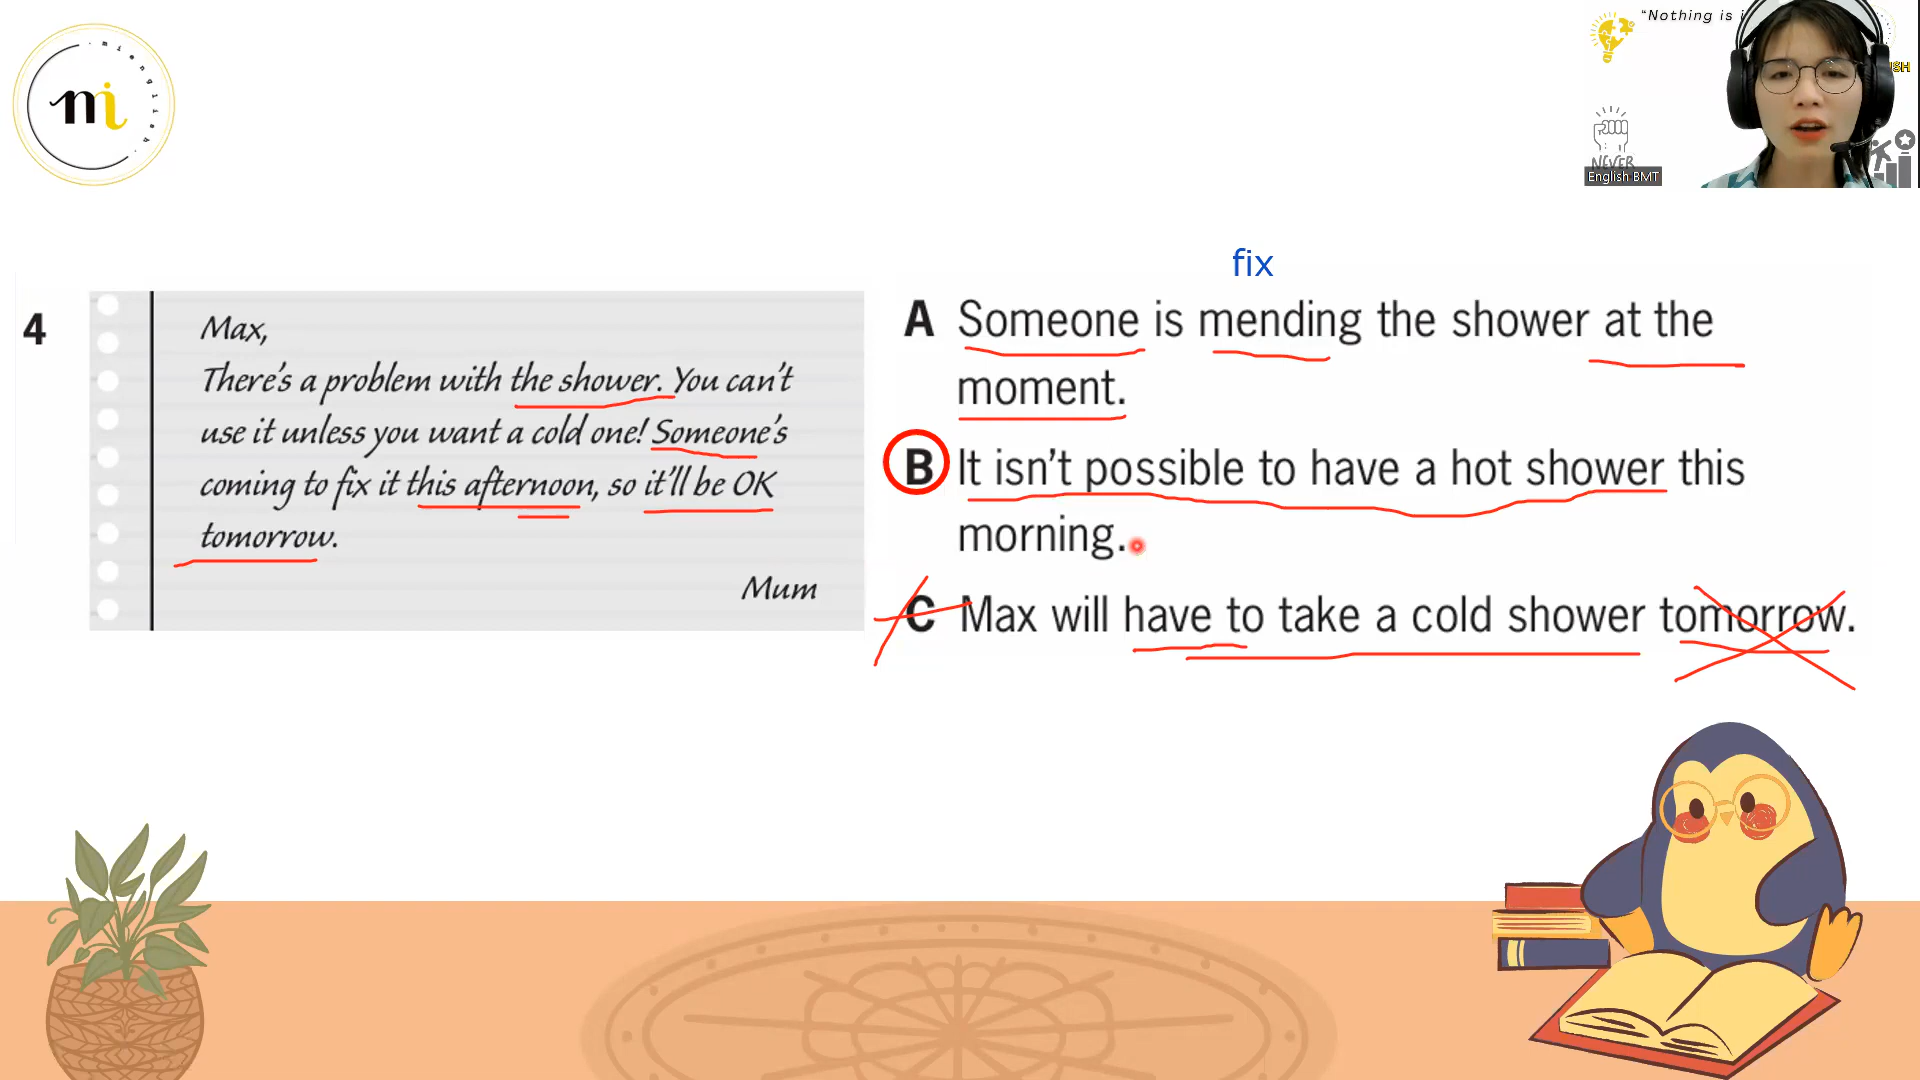 mi
mienglish
"Nothing is i
ISH
NEVER
English BMT
fix
4
Max,
There's a problem with the shower. You can't
use it unless you want a cold one! Someone's
coming to fix it this afternoon, so it'll be OK
tomorrow.
Mum
A Someone is mending the shower at the
moment.
B It isn't possible to have a hot shower this
morning.
C Max will have to take a cold shower tomorrow.